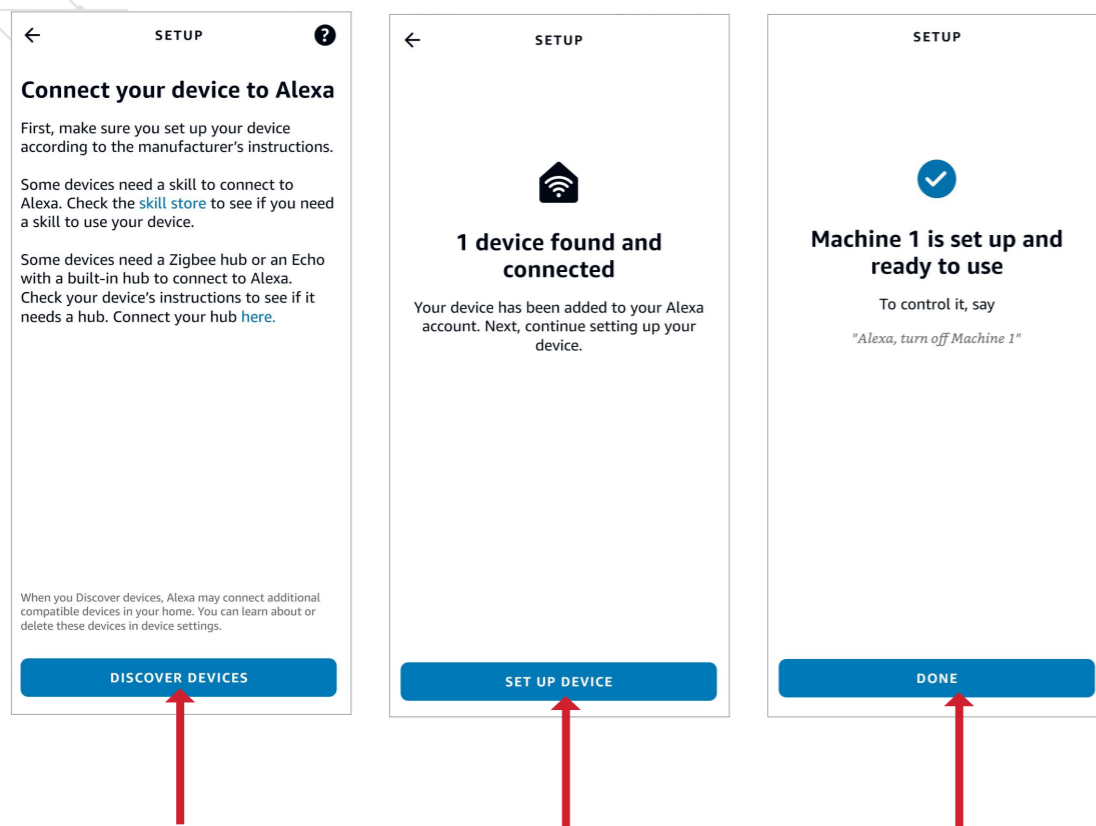 SETUP
?
Connect your device to Alexa
First, make sure you set up your device
according to the manufacturer's instructions.
Some devices need a skill to connect to
Alexa. Check the skill store to see if you need
a skill to use your device.
Some devices need a Zigbee hub or an Echo
with a built-in hub to connect to Alexa.
Check your device's instructions to see if it
needs a hub. Connect your hub here.
When you Discover devices, Alexa may connect additional
compatible devices in your home. You can learn about or
delete these devices in device settings.
DISCOVER DEVICES
SETUP
1 device found and
connected
Your device has been added to your Alexa
account. Next, continue setting up your
device.
SET UP DEVICE
SETUP
Machine 1 is set up and
ready to use
To control it, say
"Alexa, turn off Machine 1"
DONE